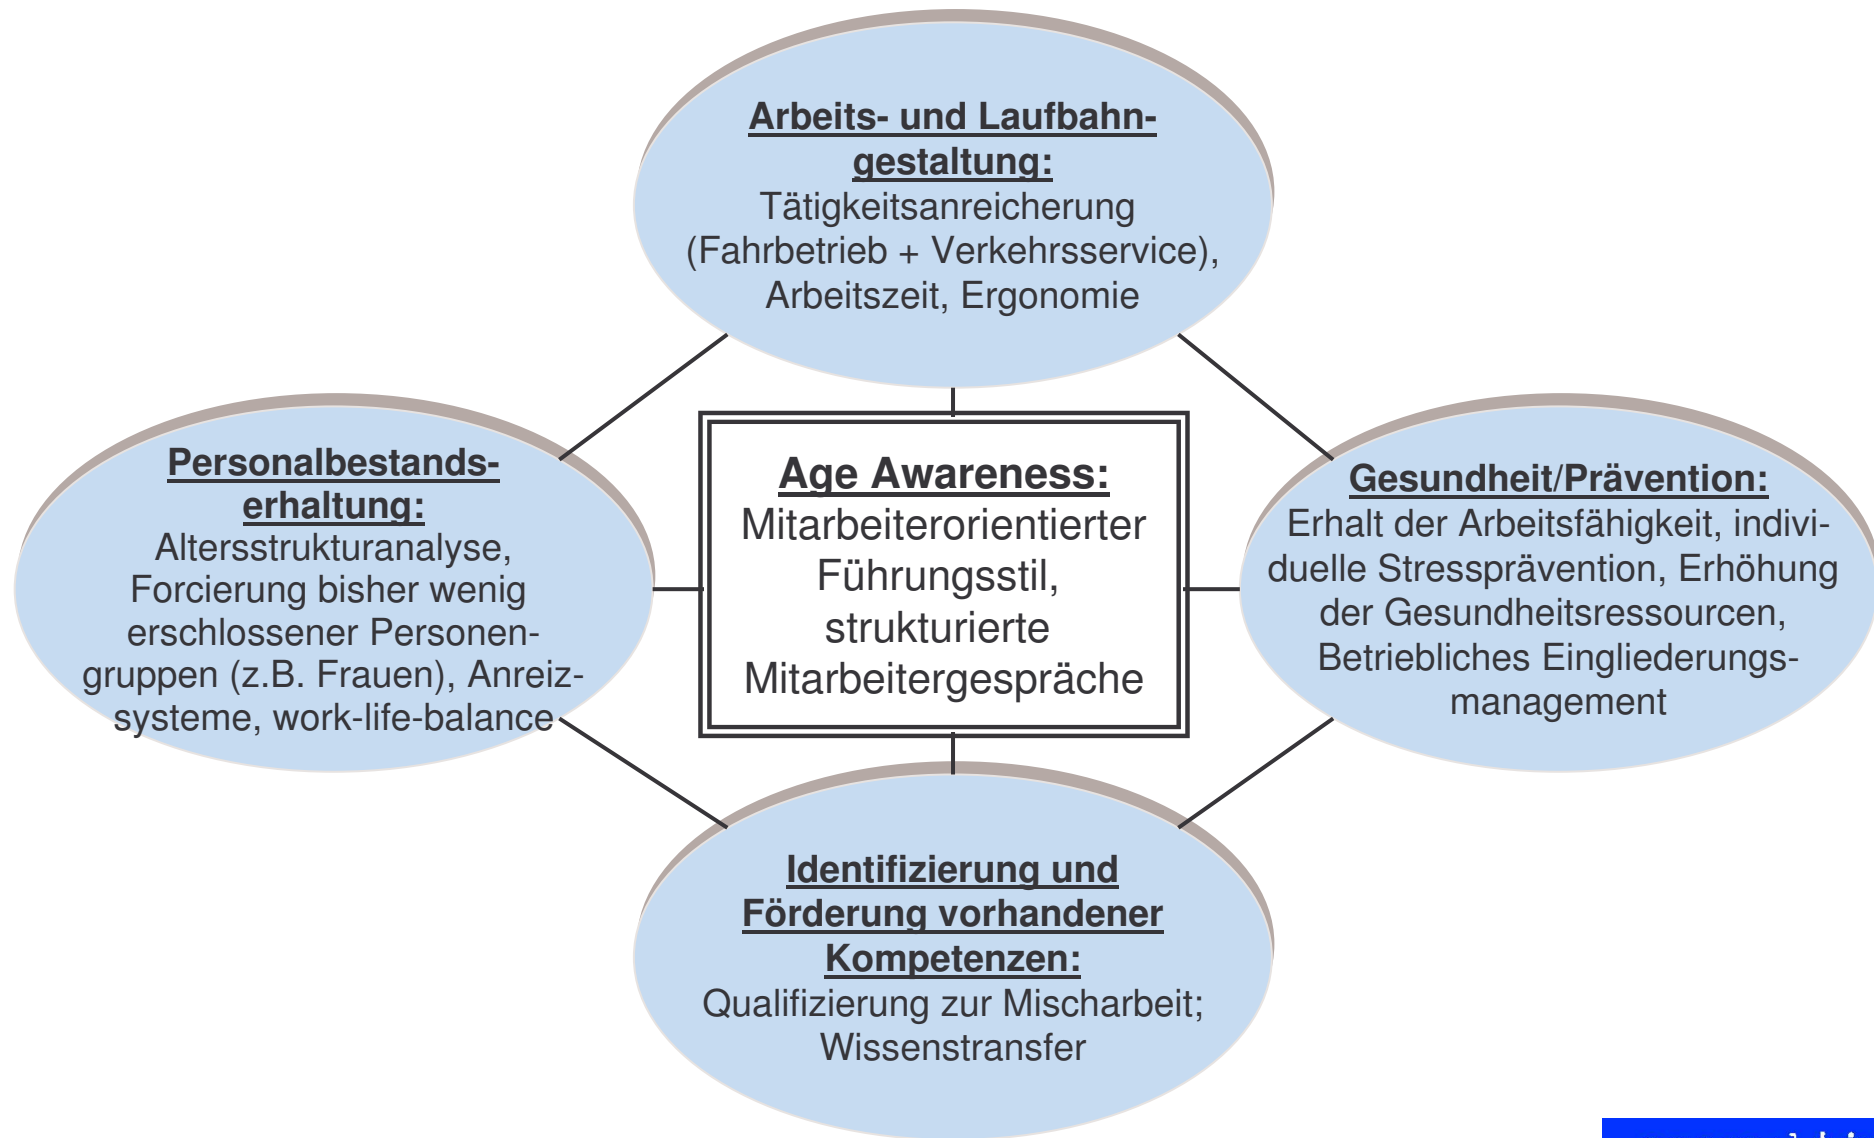 Arbeits- und Laufbahn-
gestaltung:
Tätigkeitsanreicherung
(Fahrbetrieb + Verkehrsservice),
Arbeitszeit, Ergonomie
Personalbestands-
erhaltung:
Altersstrukturanalyse,
Forcierung bisher wenig
erschlossener Personen-
gruppen (z.B. Frauen), Anreiz-
systeme, work-life-balance
Age Awareness:
Mitarbeiterorientierter
Führungsstil,
strukturierte
Mitarbeitergespräche
Gesundheit/Prävention:
Erhalt der Arbeitsfähigkeit, indivi-
duelle Stressprävention, Erhöhung
der Gesundheitsressourcen,
Betriebliches Eingliederungs-
management
Identifizierung und
Förderung vorhandener
Kompetenzen:
Qualifizierung zur Mischarbeit;
Wissenstransfer